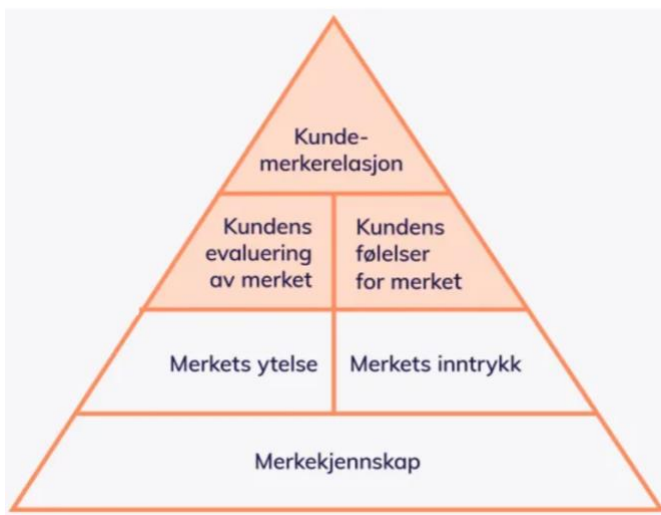 Kunde-
merkerelasjon
Kundens
evaluering
av merket
Kundens
følelser
for merket
Merkets ytelse
Merkets inntrykk
Merkekjennskap